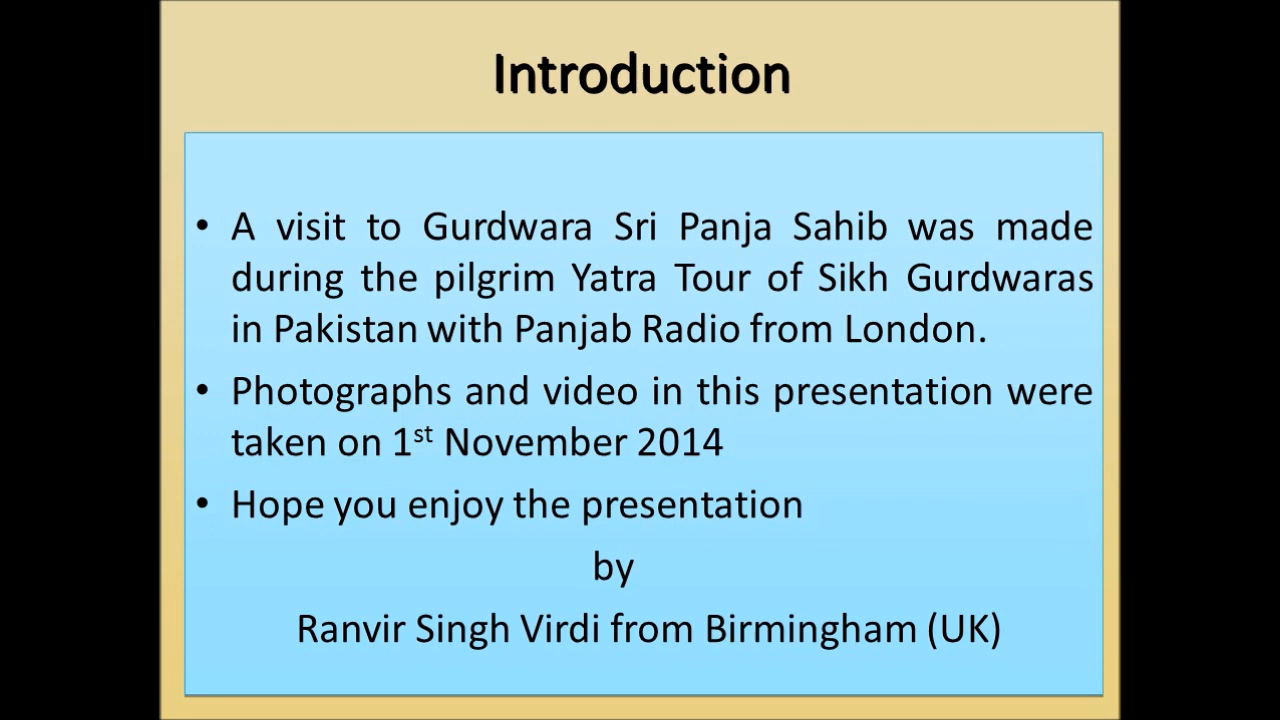 Introduction
• A visit to Gurdwara Sri Panja Sahib was made
during the pilgrim Yatra Tour of Sikh Gurdwaras
in Pakistan with Panjab Radio from London.
• Photographs and video in this presentation were
taken on 1st November 2014
• Hope you enjoy the presentation
by
Ranvir Singh Virdi from Birmingham (UK)